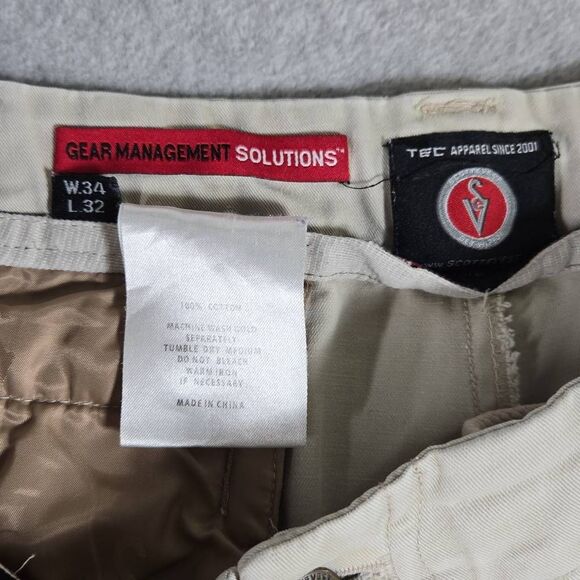 GEAR MANAGEMENT SOLUTIONS™
TEC APPAREL SINCE 2001
W.34
L.32
100% COTTON
MACHINE WASH COLD
SEPARATELY
TUMBLE DRY MEDIUM
DO NOT BLEACH
WARM IRON
IF NECESSARY
MADE IN CHINA